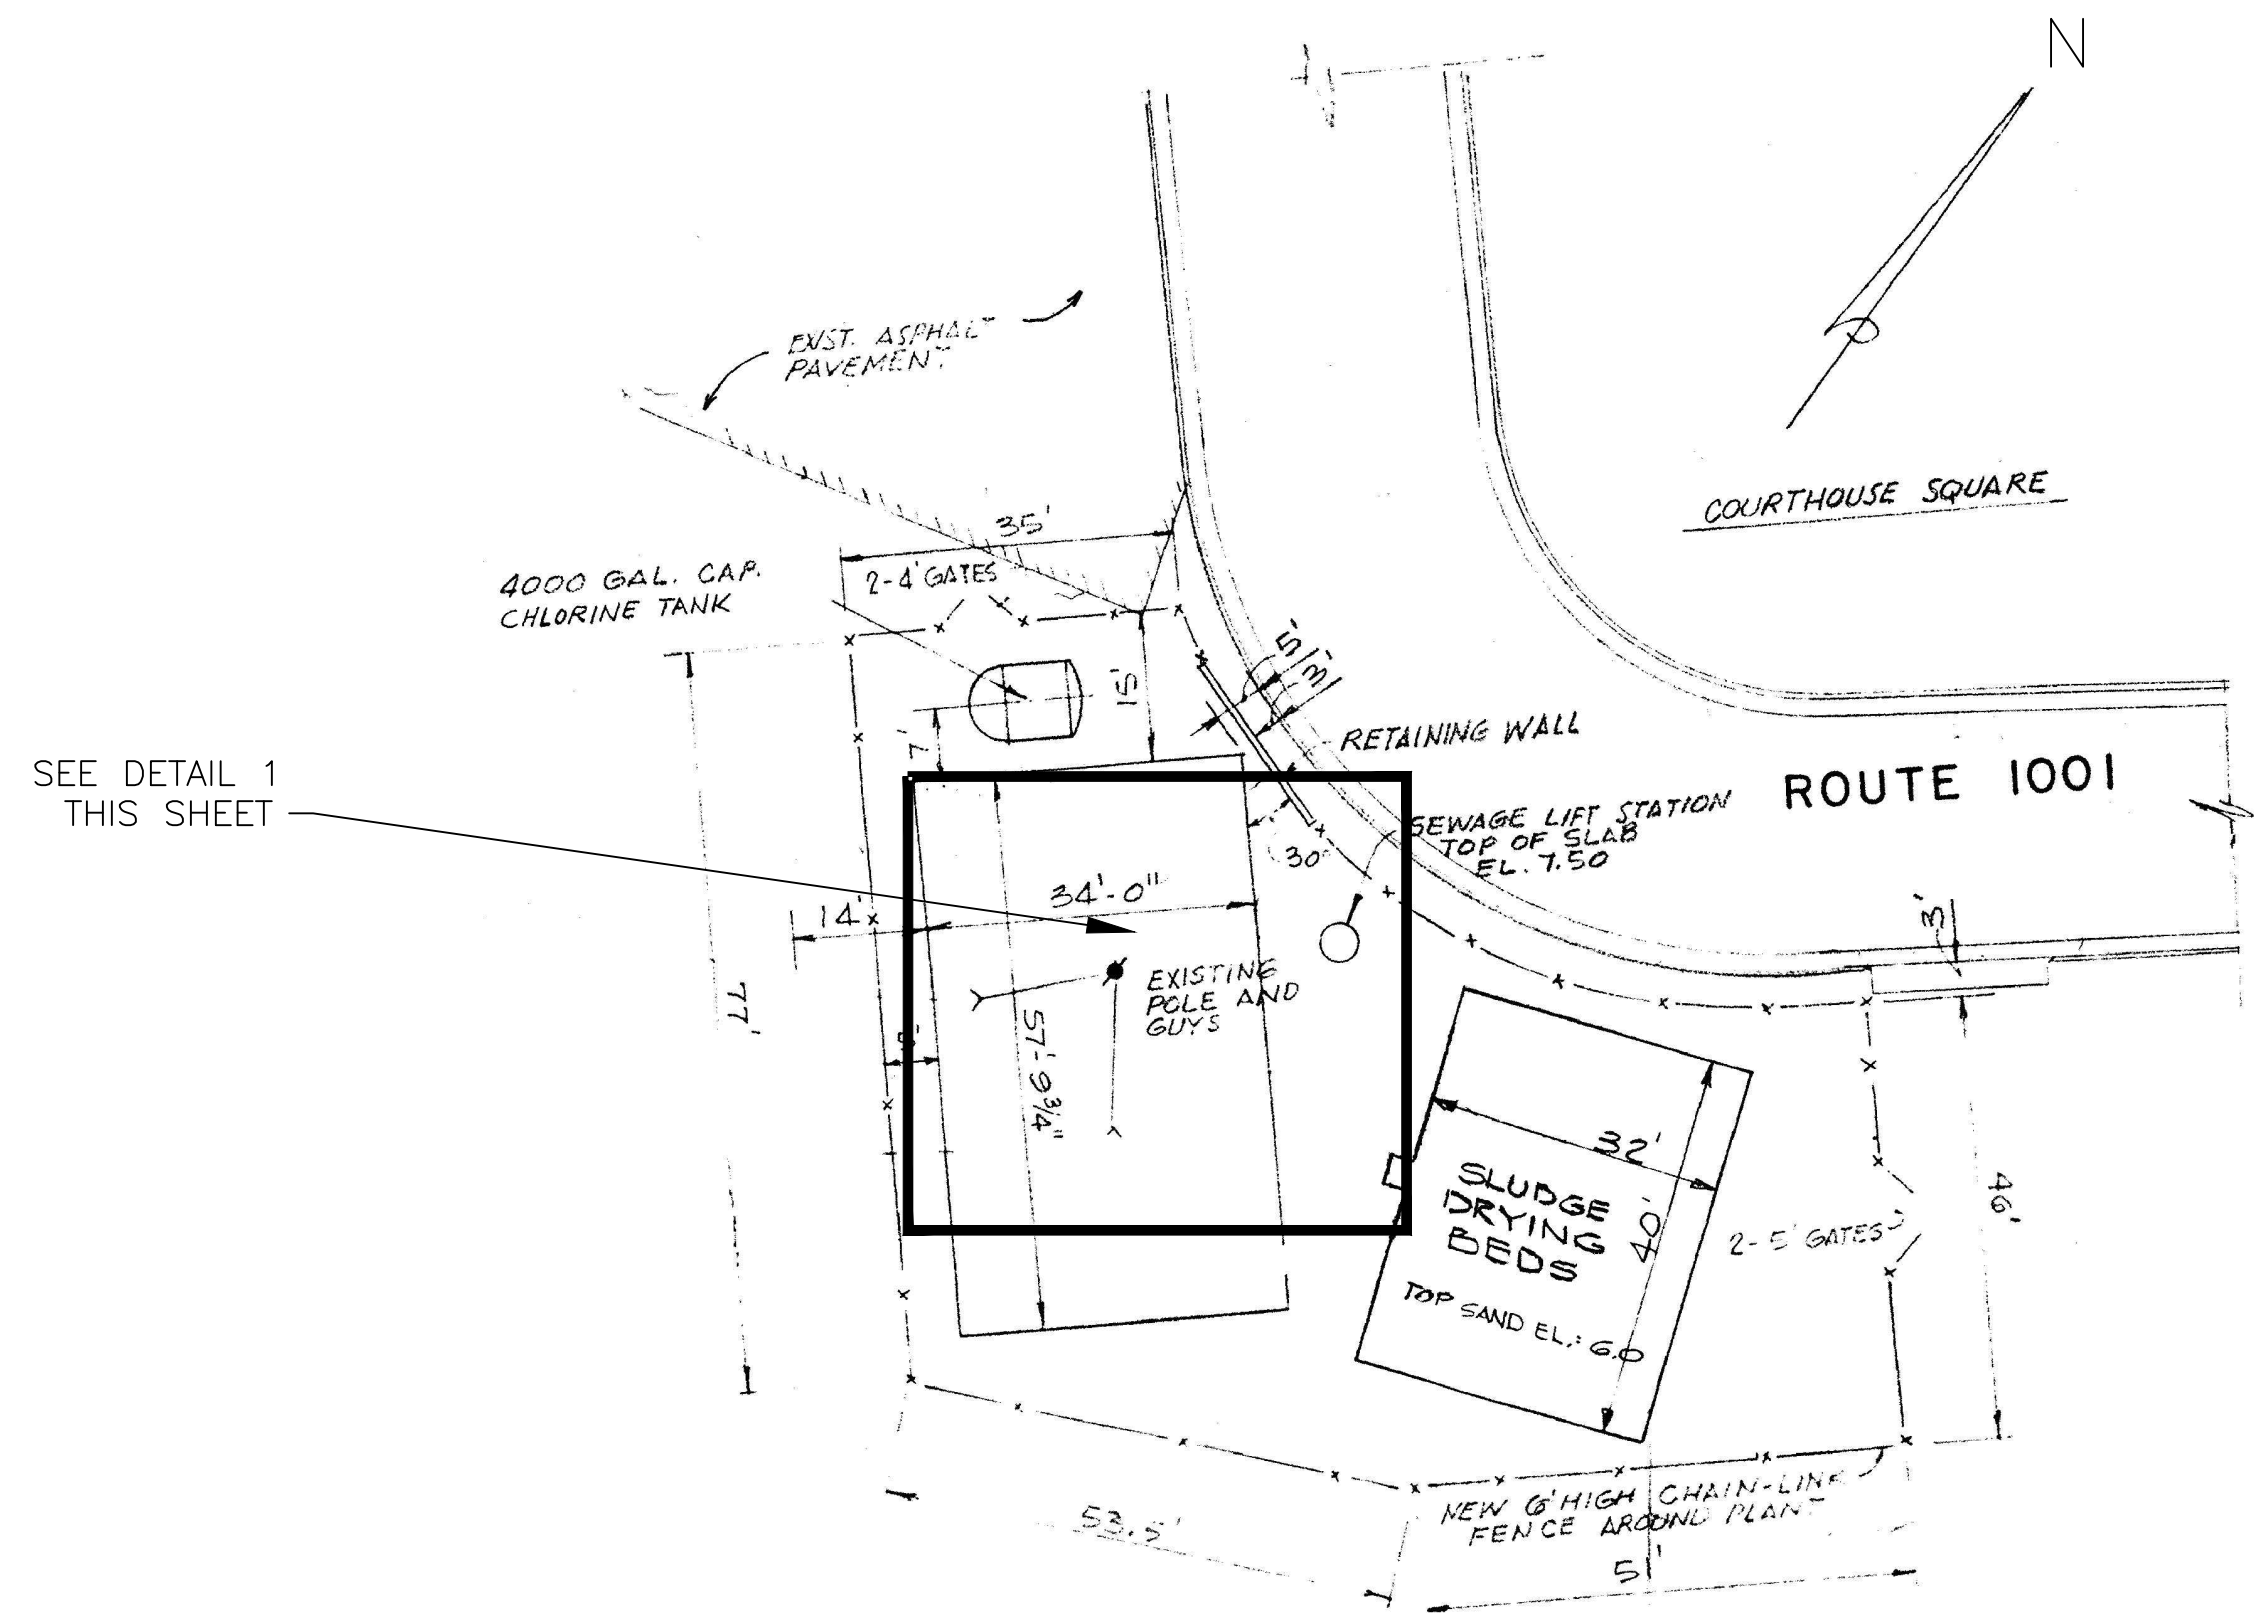 N
EXIST. ASPHALT
PAVEMENT
COURTHOUSE SQUARE
35'
2-4' GATES
4000 GAL. CAP.
CHLORINE TANK
15'
5'
3'
7'
RETAINING WALL
SEE DETAIL 1
THIS SHEET
ROUTE 1001
SEWAGE LIFT STATION
TOP OF SLAB
EL. 7.50
30
34'-0"
14'
3'
EXISTING
POLE AND
GUYS
77'
57'-9 3/4"
32'
SLUDGE
DRYING
BEDS
40'
46'
2-5' GATES
TOP SAND EL.: 6.0
NEW 6' HIGH CHAIN-LINK
FENCE AROUND PLANT
53.5'
51'